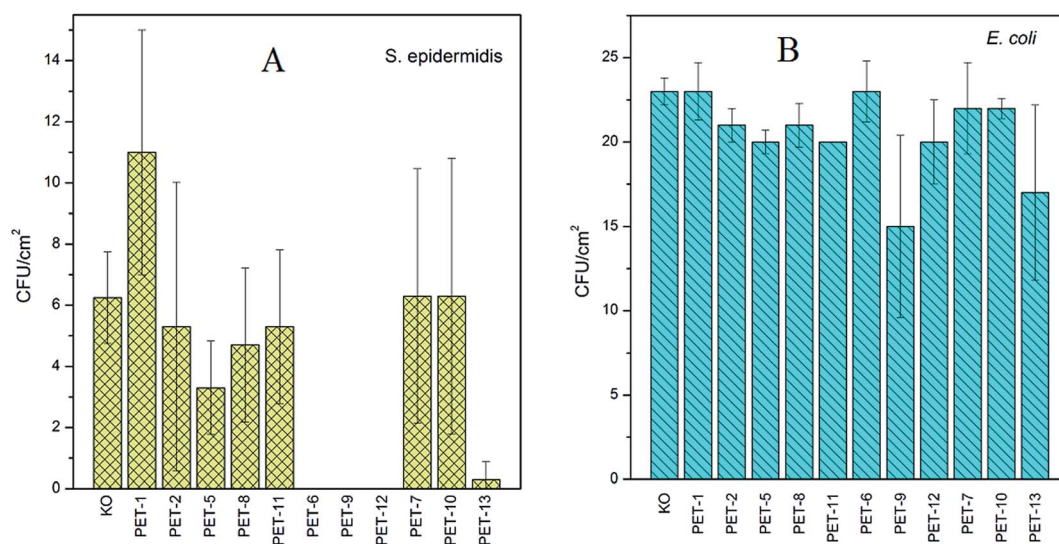 A
S. epidermidis
CFU/cm²
14
12
10
8
6
4
2
0
KO
PET-1
PET-2
PET-5
PET-8
PET-11
PET-6
PET-9
PET-12
PET-7
PET-10
PET-13
B
E. coli
CFU/cm²
25
20
15
10
5
0
KO
PET-1
PET-2
PET-5
PET-8
PET-11
PET-6
PET-9
PET-12
PET-7
PET-10
PET-13